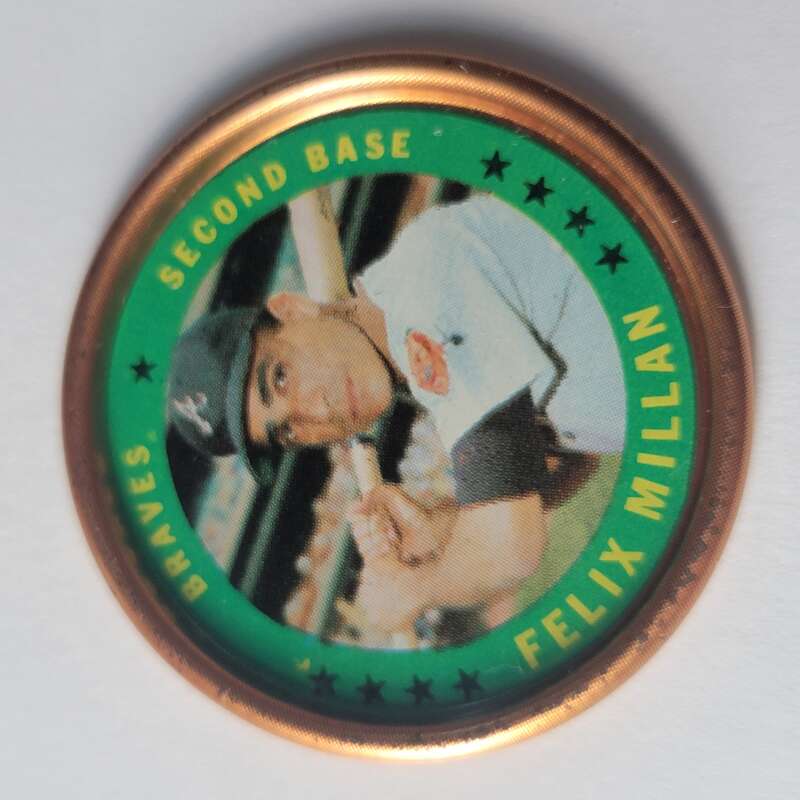 BRAVES
SECOND BASE
A
FELIX MILLAN